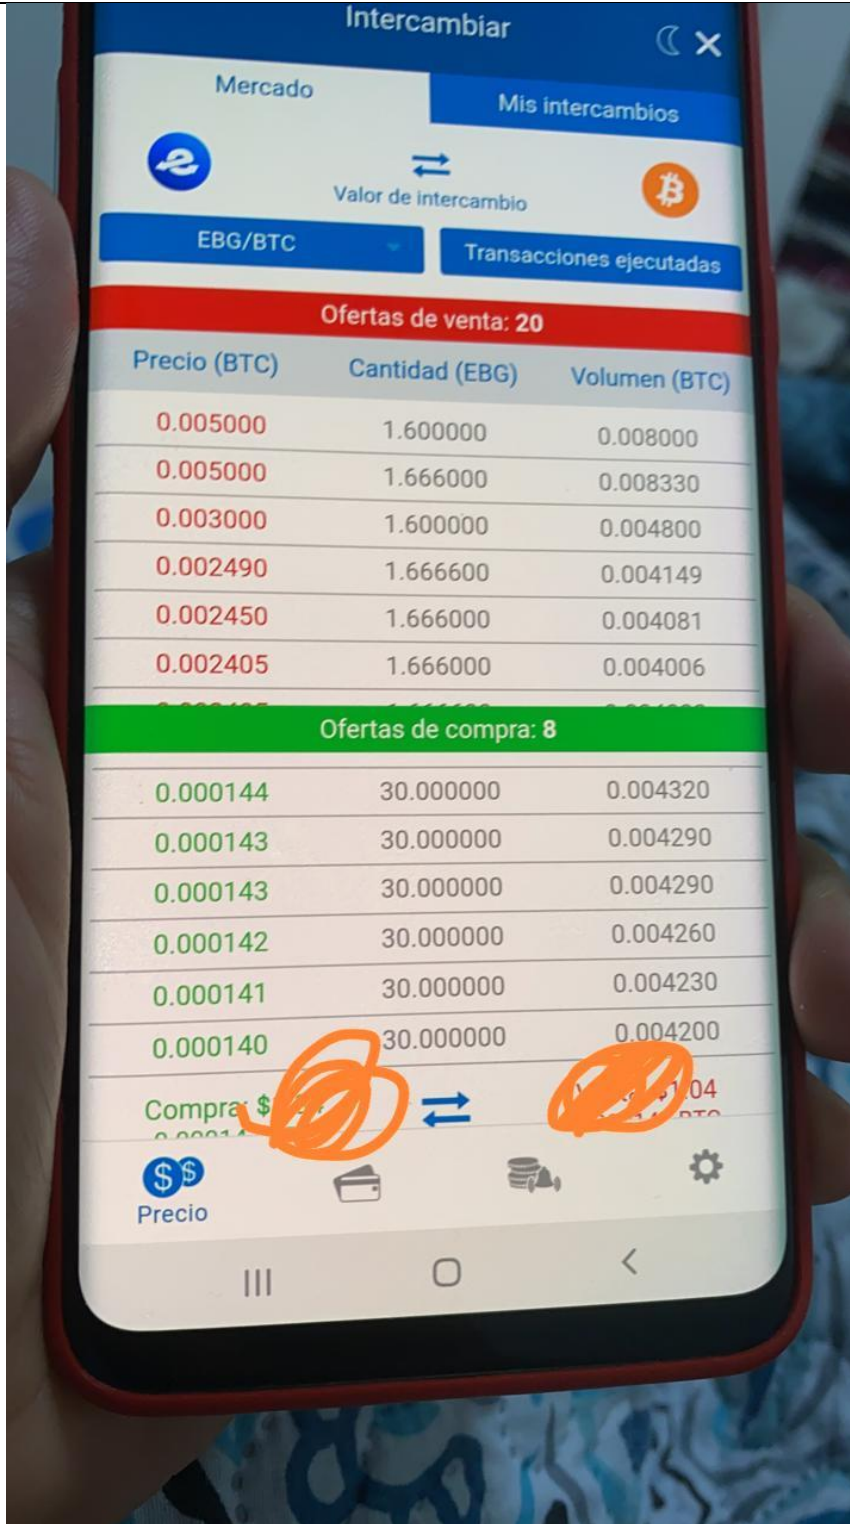 Intercambiar
Mercado
Mis intercambios
Valor de intercambio
EBG/BTC
Transacciones ejecutadas
Ofertas de venta: 20
Precio (BTC) Cantidad (EBG) Volumen (BTC)
0.005000 1.600000 0.008000
0.005000 1.666000 0.008330
0.003000 1.600000 0.004800
0.002490 1.666600 0.004149
0.002450 1.666000 0.004081
0.002405 1.666000 0.004006
Ofertas de compra: 8
0.000144 30.000000 0.004320
0.000143 30.000000 0.004290
0.000143 30.000000 0.004290
0.000142 30.000000 0.004260
0.000141 30.000000 0.004230
0.000140 30.000000 0.004200
Compra: $
Precio